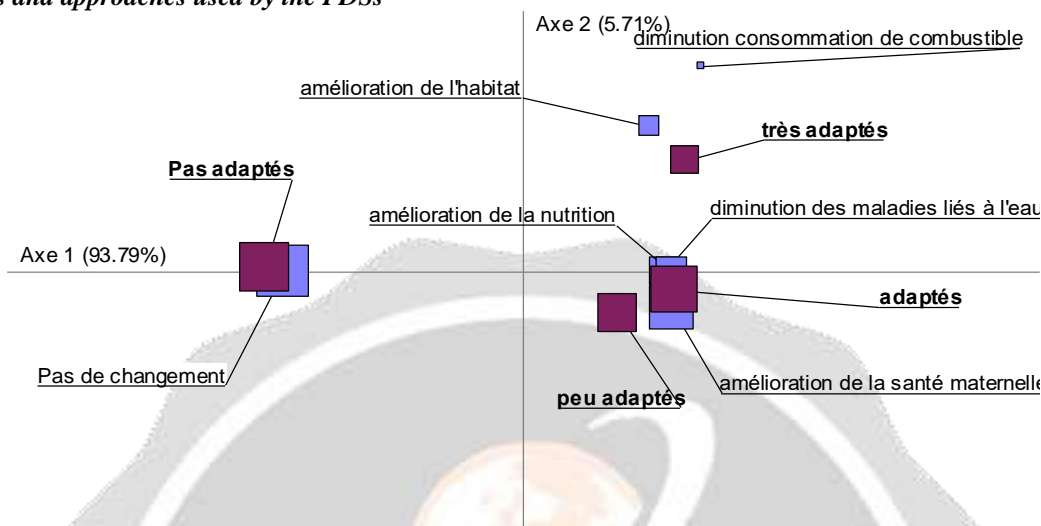 s and approaches used by the PDSs
Axe 2 (5.71%)
diminution consommation de combustible
amélioration de l'habitat
très adaptés
Pas adaptés
amélioration de la nutrition
diminution des maladies liés à l'eau
Axe 1 (93.79%)
adaptés
Pas de changement
amélioration de la santé maternelle
peu adaptés